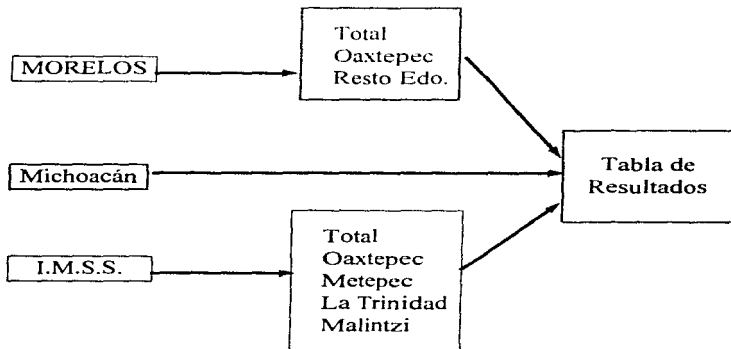 MORELOS
Total
Oaxtepec
Resto Edo.
Michoacán
Tabla de
Resultados
I.M.S.S.
Total
Oaxtepec
Metepec
La Trinidad
Malintzi